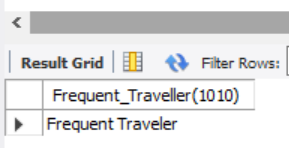 Result Grid Filter Rows:
Frequent_Traveller(1010)
Frequent Traveler